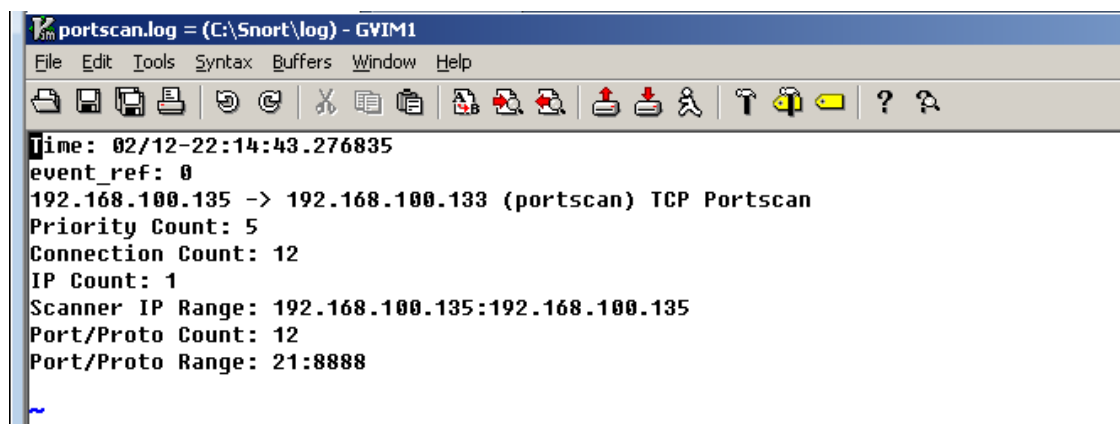 portscan.log = (C:\Snort\log) - GVIM1
File Edit Tools Syntax Buffers Window Help
Time: 02/12-22:14:43.276835
event_ref: 0
192.168.100.135 -> 192.168.100.133 (portscan) TCP Portscan
Priority Count: 5
Connection Count: 12
IP Count: 1
Scanner IP Range: 192.168.100.135:192.168.100.135
Port/Proto Count: 12
Port/Proto Range: 21:8888
~